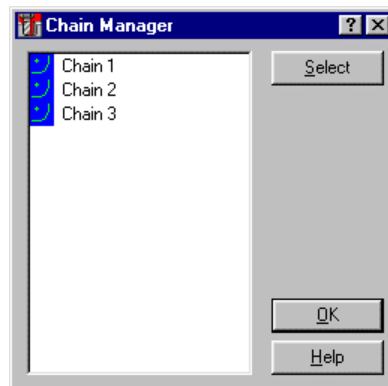 Chain Manager
?
Chain 1
Chain 2
Chain 3
Select
OK
Help